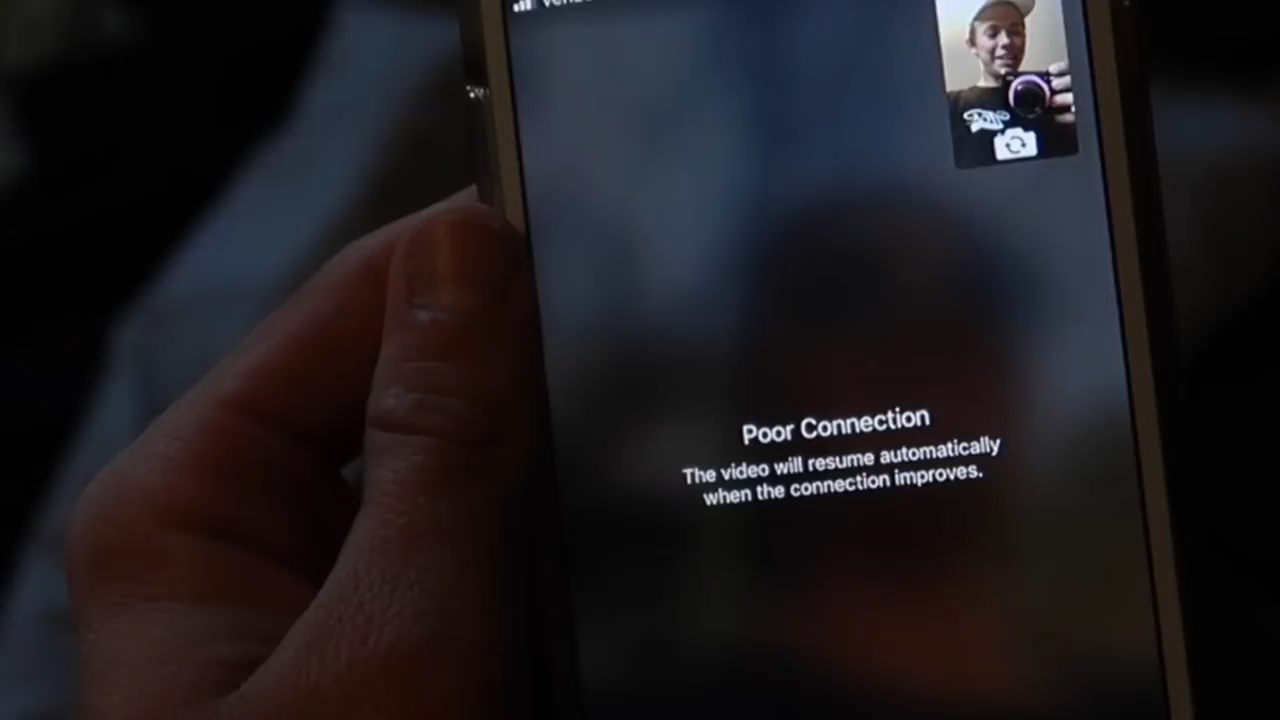 Poor Connection
The video will resume automatically
when the connection improves.